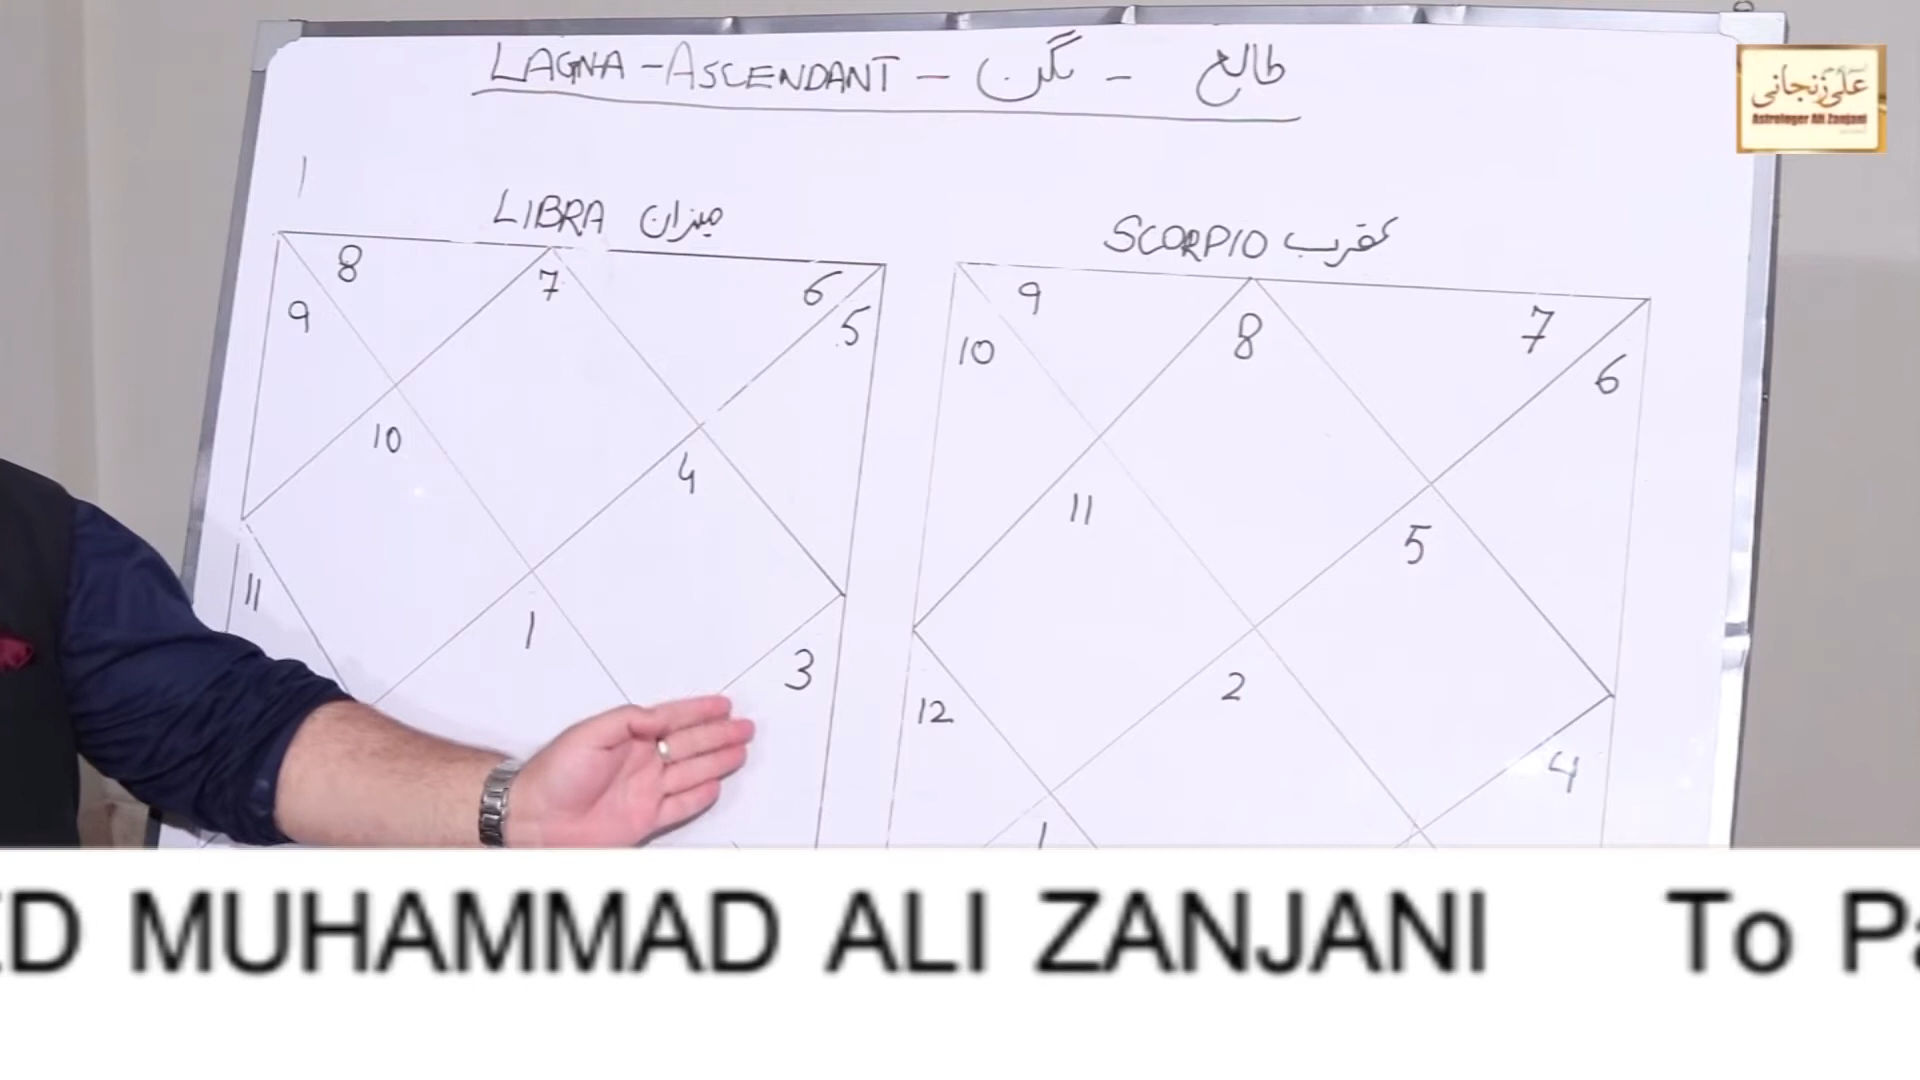 LAGNA - ASCENDANT - لگن - طالع
علی زنجانی
Astrologer Ali Zanjani
LIBRA میزان
8 7 6
9 5
10 4
11 1 3
SCORPIO عقرب
9 8 7
10 6
11 5
12 2 4
1
ED MUHAMMAD ALI ZANJANI To Pa